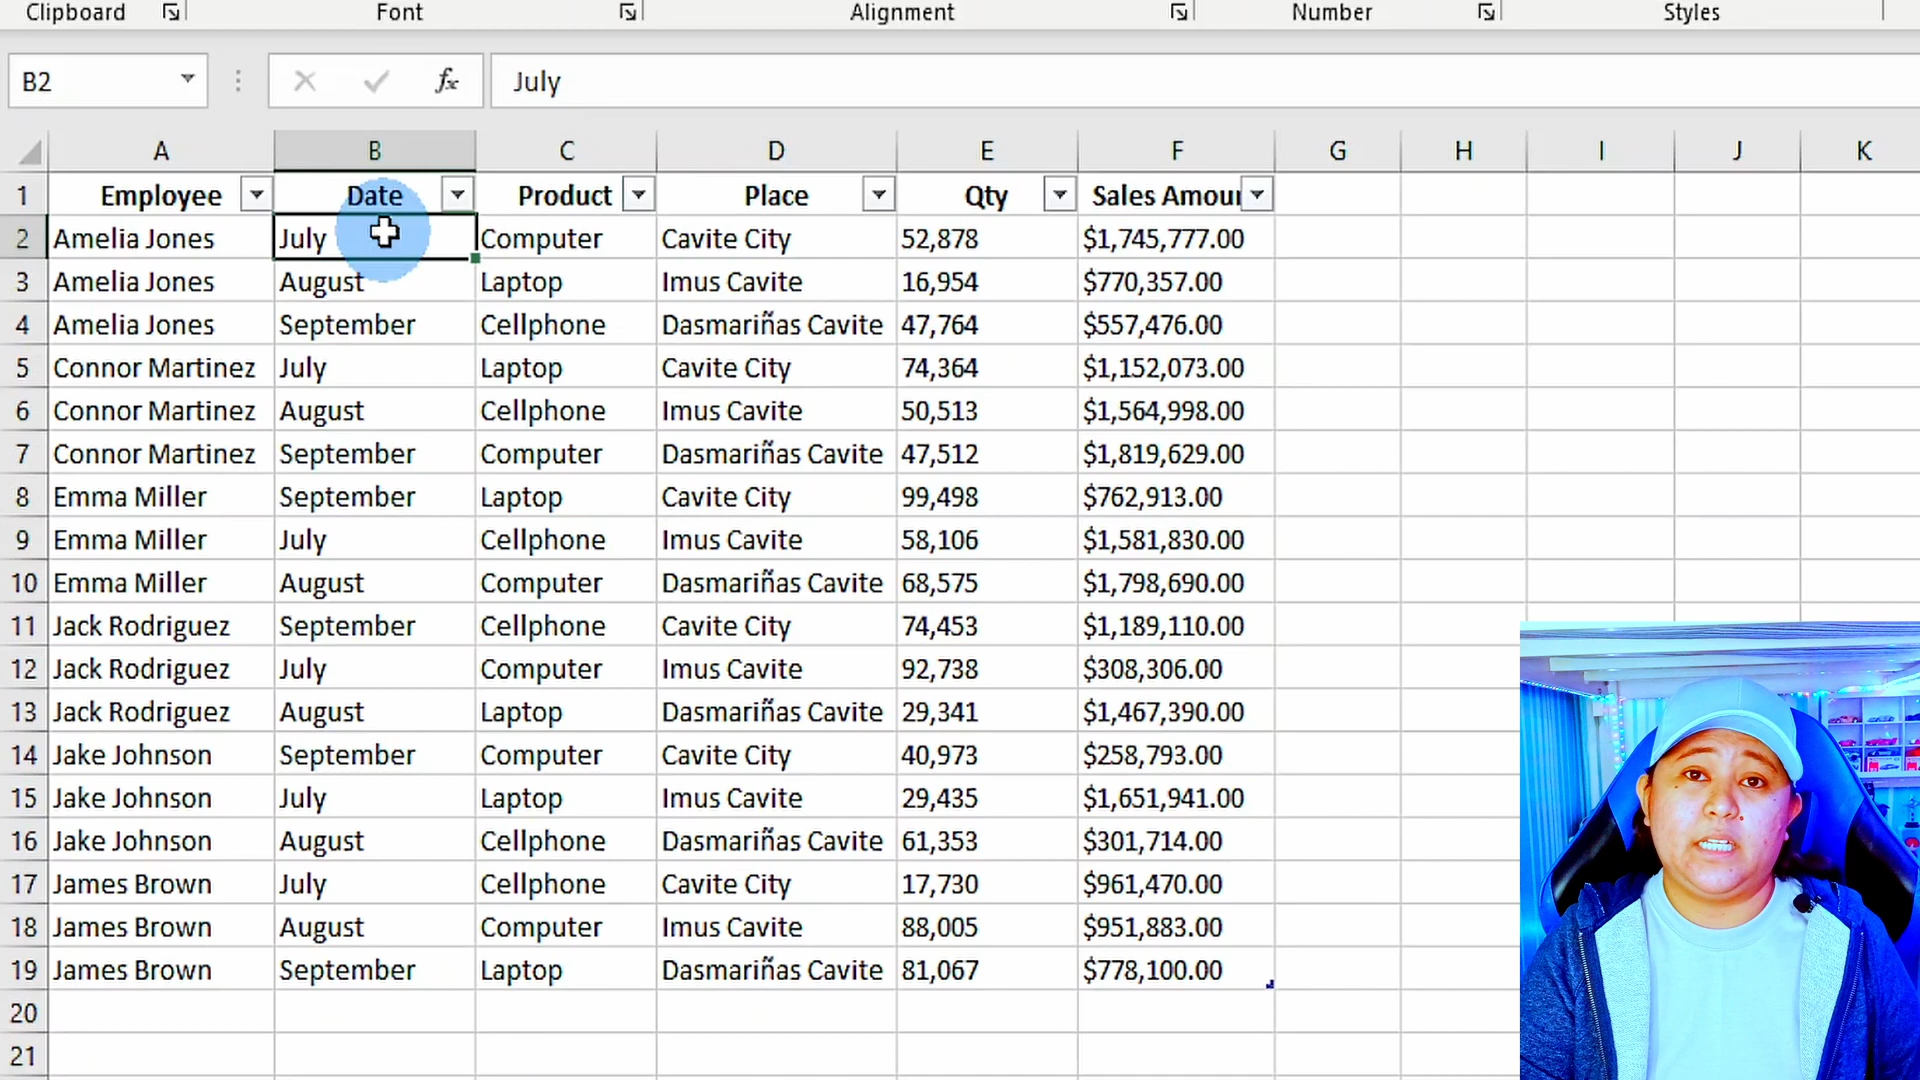 Clipboard Font Alignment Number Styles
B2 fx July
A B C D E F G H I J K
1 Employee Date Product Place Qty Sales Amou
2 Amelia Jones July Computer Cavite City 52,878 $1,745,777.00
3 Amelia Jones August Laptop Imus Cavite 16,954 $770,357.00
4 Amelia Jones September Cellphone Dasmariñas Cavite 47,764 $557,476.00
5 Connor Martinez July Laptop Cavite City 74,364 $1,152,073.00
6 Connor Martinez August Cellphone Imus Cavite 50,513 $1,564,998.00
7 Connor Martinez September Computer Dasmariñas Cavite 47,512 $1,819,629.00
8 Emma Miller September Laptop Cavite City 99,498 $762,913.00
9 Emma Miller July Cellphone Imus Cavite 58,106 $1,581,830.00
10 Emma Miller August Computer Dasmariñas Cavite 68,575 $1,798,690.00
11 Jack Rodriguez September Cellphone Cavite City 74,453 $1,189,110.00
12 Jack Rodriguez July Computer Imus Cavite 92,738 $308,306.00
13 Jack Rodriguez August Laptop Dasmariñas Cavite 29,341 $1,467,390.00
14 Jake Johnson September Computer Cavite City 40,973 $258,793.00
15 Jake Johnson July Laptop Imus Cavite 29,435 $1,651,941.00
16 Jake Johnson August Cellphone Dasmariñas Cavite 61,353 $301,714.00
17 James Brown July Cellphone Cavite City 17,730 $961,470.00
18 James Brown August Computer Imus Cavite 88,005 $951,883.00
19 James Brown September Laptop Dasmariñas Cavite 81,067 $778,100.00
20
21